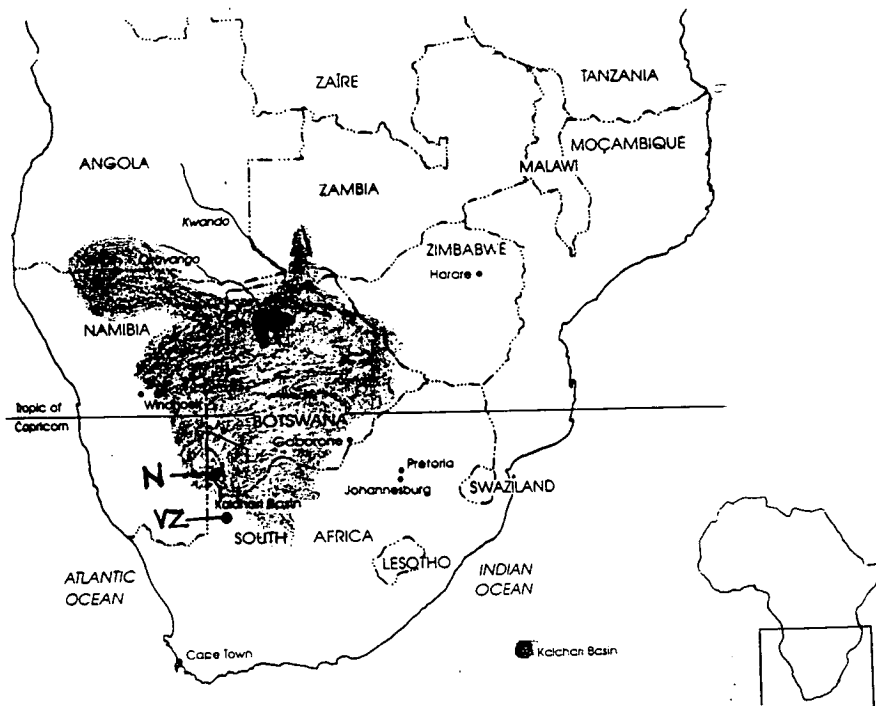 ZAÏRE
TANZANIA
MOÇAMBIQUE
ANGOLA
MALAWI
ZAMBIA
Kwando
ZIMBABWE
Okavango
Harare
NAMIBIA
Windhoek
Tropic of
Capricorn
BOTSWANA
Gaborone
Pretoria
N
Johannesburg
SWAZILAND
Kalahari Basin
VZ
SOUTH AFRICA
LESOTHO
ATLANTIC
OCEAN
INDIAN
OCEAN
Cape Town
Kalahari Basin